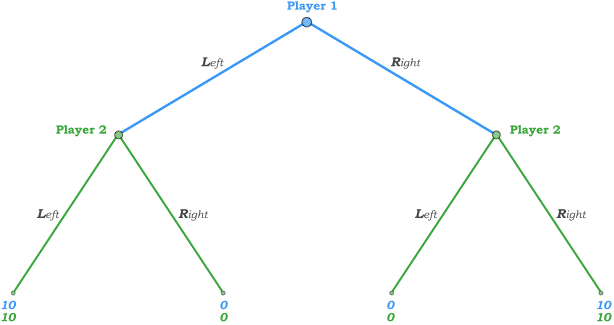 Player 1
Left Right
Player 2 Player 2
Left Right Left Right
10 0 0 10
10 0 0 10